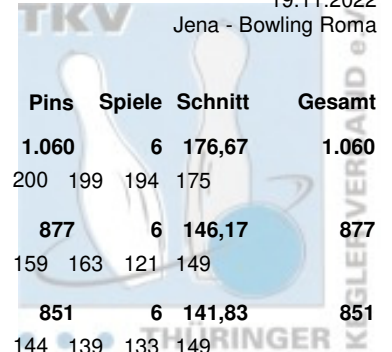 19.11.2022
Jena - Bowling Roma
TKV
Pins Spiele Schnitt Gesamt
1.060 6 176,67 1.060
200 199 194 175
877 6 146,17 877
159 163 121 149
851 6 141,83 851
144 139 133 149
THÜRINGER
KEGLER VERBAND e.V.